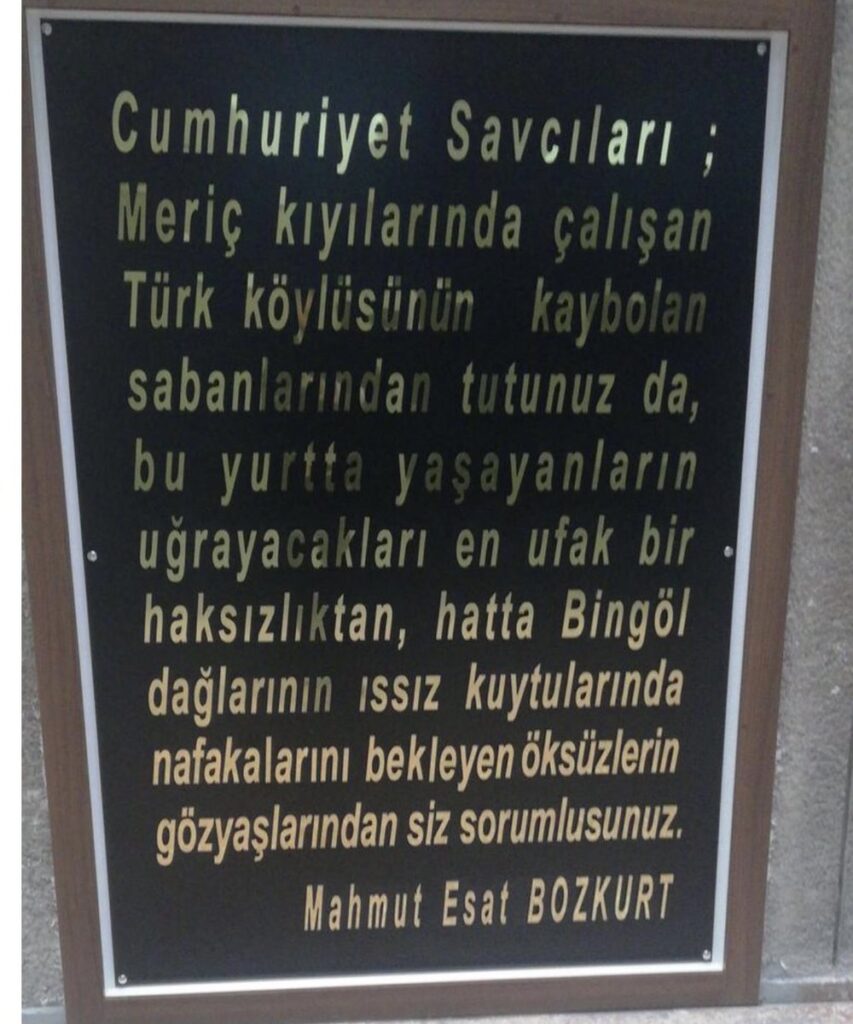 Cumhuriyet Savcıları ;
Meriç kıyılarında çalışan
Türk köylüsünün kaybolan
sabanlarından tutunuz da,
bu yurtta yaşayanların
uğrayacakları en ufak bir
haksızlıktan, hatta Bingöl
dağlarının ıssız kuytularında
nafakalarını bekleyen öksüzlerin
gözyaşlarından siz sorumlusunuz.
Mahmut Esat BOZKURT